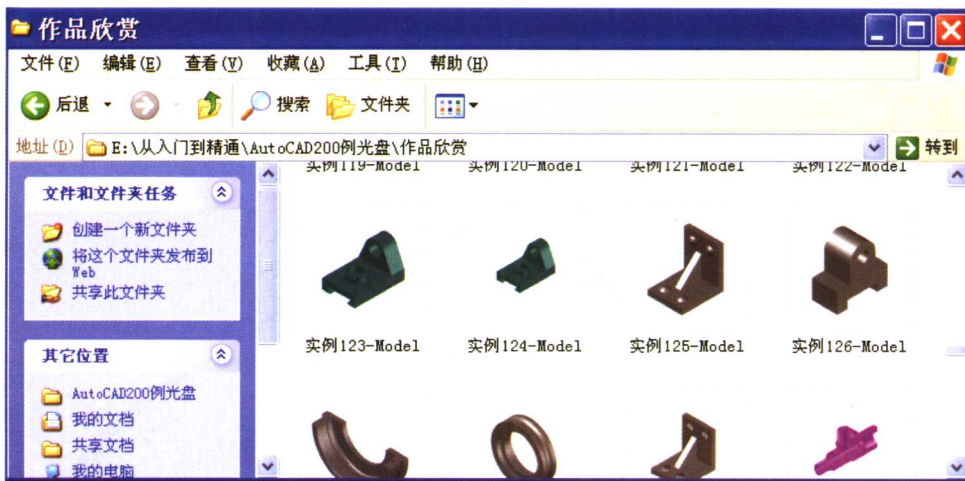 作品欣赏
文件(F) 编辑(E) 查看(V) 收藏(A) 工具(T) 帮助(H)
后退 搜索 文件夹
地址(D) E:\从入门到精通\AutoCAD200例光盘\作品欣赏 转到
文件和文件夹任务
创建一个新文件夹
将这个文件夹发布到
Web
共享此文件夹
其它位置
AutoCAD200例光盘
我的文档
共享文档
我的电脑
实例119-Model 实例120-Model 实例121-Model 实例122-Model
实例123-Model 实例124-Model 实例125-Model 实例126-Model